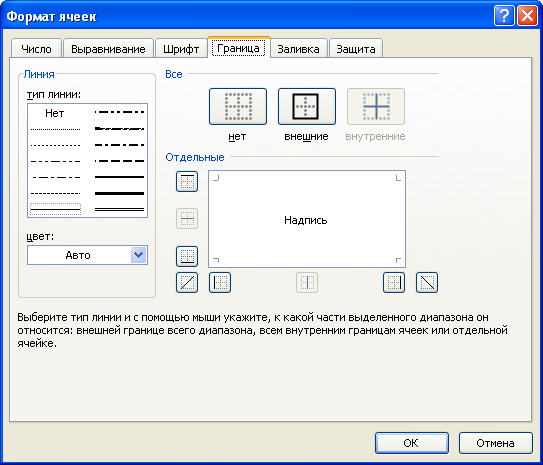 Формат ячеек
Число Выравнивание Шрифт Граница Заливка Защита
Линия
тип линии:
Нет
цвет:
Авто
Все
нет внешние внутренние
Отдельные
Надпись
Выберите тип линии и с помощью мыши укажите, к какой части выделенного диапазона он
относится: внешней границе всего диапазона, всем внутренним границам ячеек или отдельной
ячейке.
ОК Отмена